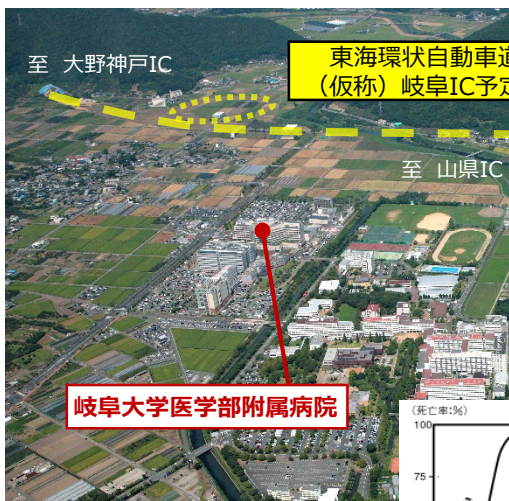 至 大野神戸IC
東海環状自動車道
（仮称）岐阜IC予定
至 山県IC
岐阜大学医学部附属病院
（死亡率:%）
100
75